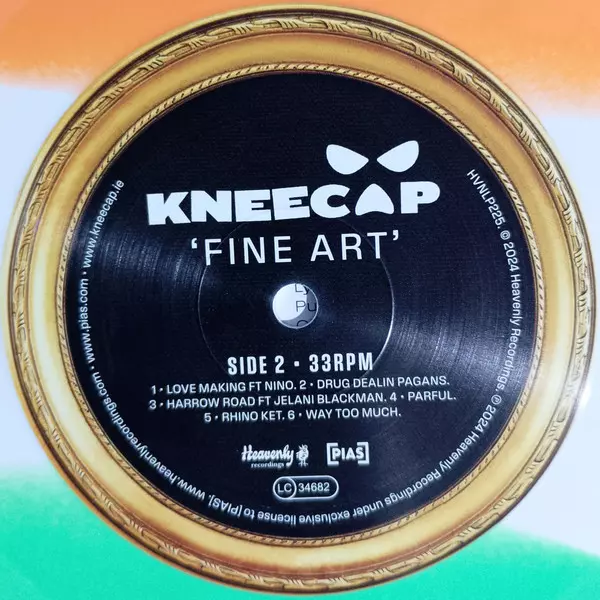 KNEECAP
'FINE ART'
SIDE 2 • 33RPM
1 • LOVE MAKING FT NINO. 2 • DRUG DEALIN PAGANS.
3 • HARROW ROAD FT JELANI BLACKMAN. 4 • PARFUL.
5 • RHINO KET. 6 • WAY TOO MUCH.
Heavenly
recordings
[PIAS]
LC 34682
HVNLP225. © 2024 Heavenly Recordings ℗ 2024 Heavenly Recordings under exclusive license to [PIAS]. www.heavenlyrecordings.com • www.pias.com • www.kneecap.ie